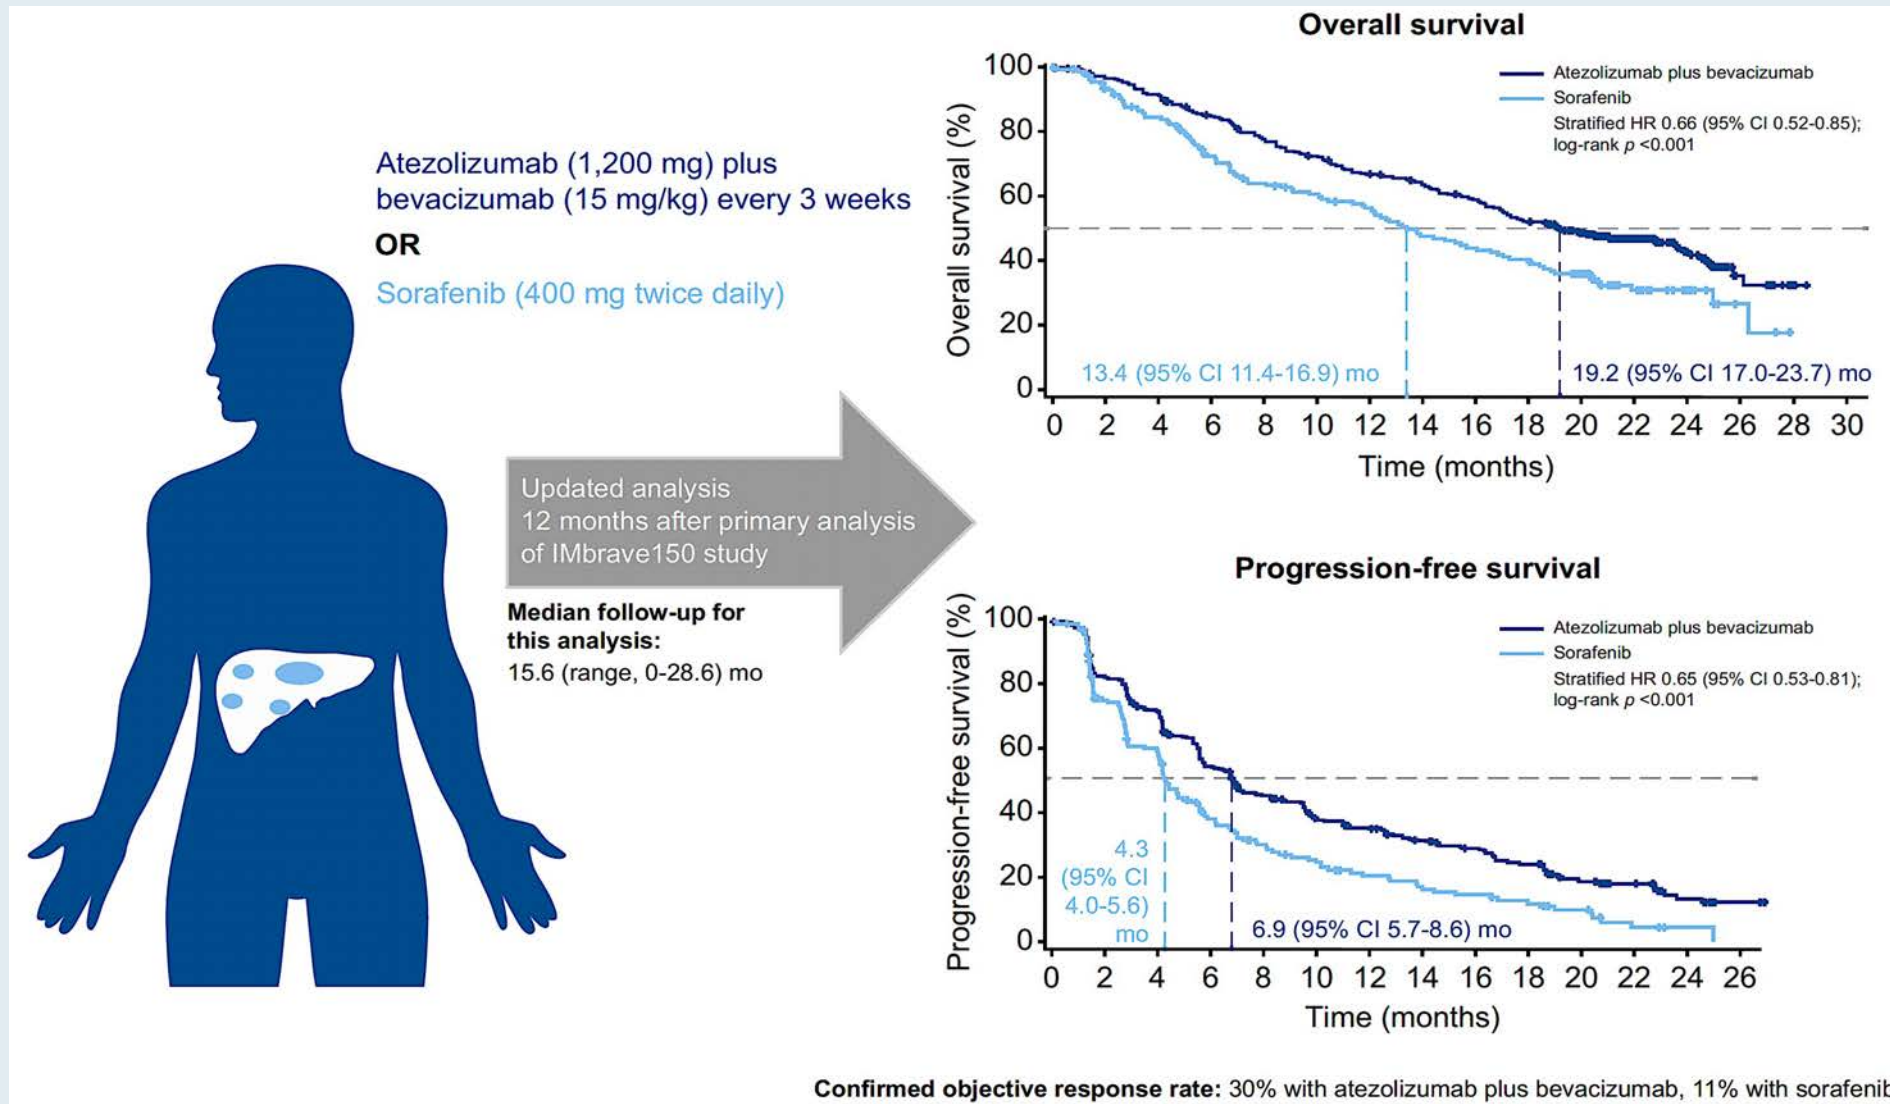 Atezolizumab (1,200 mg) plus
bevacizumab (15 mg/kg) every 3 weeks
OR
Sorafenib (400 mg twice daily)
Updated analysis
12 months after primary analysis
of IMbrave150 study
Median follow-up for
this analysis:
15.6 (range, 0-28.6) mo
Overall survival
Overall survival (%)
100
80
60
40
20
0
Atezolizumab plus bevacizumab
Sorafenib
Stratified HR 0.66 (95% CI 0.52-0.85);
log-rank p <0.001
13.4 (95% CI 11.4-16.9) mo
19.2 (95% CI 17.0-23.7) mo
0 2 4 6 8 10 12 14 16 18 20 22 24 26 28 30
Time (months)
Progression-free survival
Progression-free survival (%)
100
80
60
40
20
0
Atezolizumab plus bevacizumab
Sorafenib
Stratified HR 0.65 (95% CI 0.53-0.81);
log-rank p <0.001
4.3
(95% CI
4.0-5.6)
mo
6.9 (95% CI 5.7-8.6) mo
0 2 4 6 8 10 12 14 16 18 20 22 24 26
Time (months)
Confirmed objective response rate: 30% with atezolizumab plus bevacizumab, 11% with sorafenib